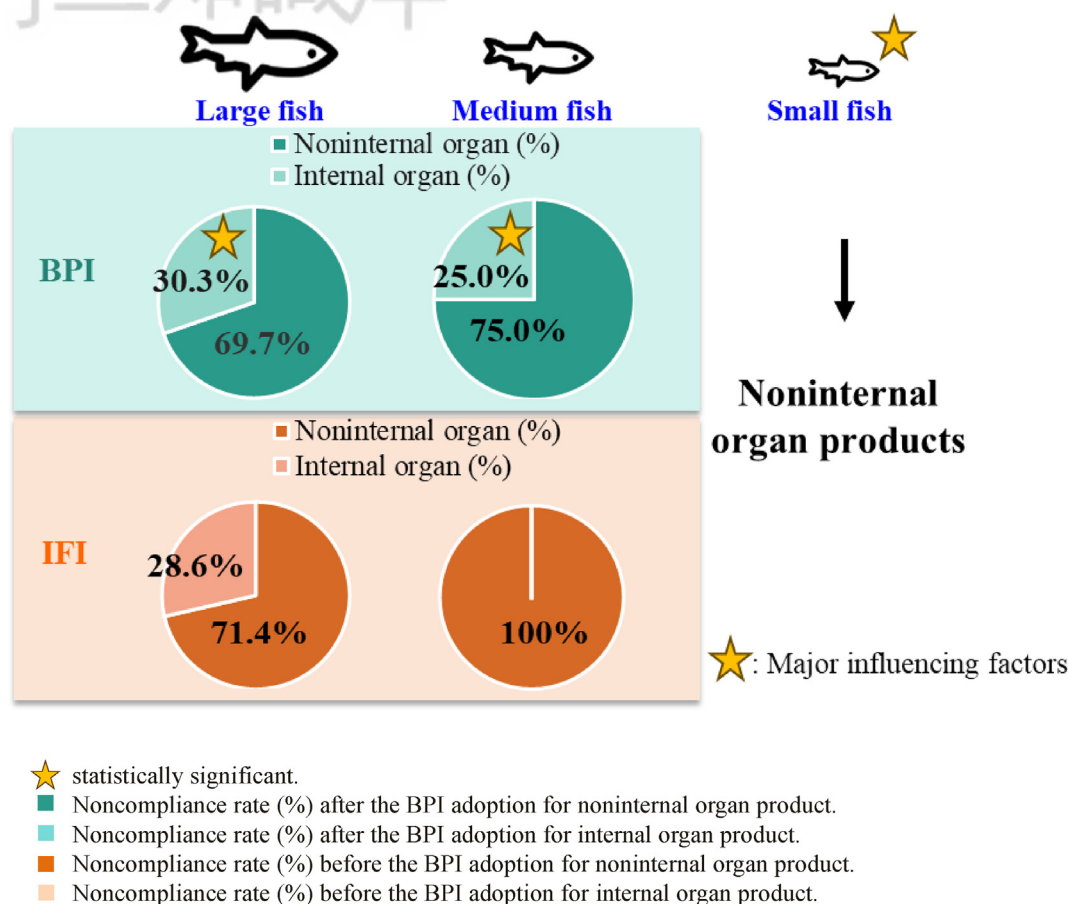 Large fish
Medium fish
Small fish
Noninternal organ (%)
Internal organ (%)
BPI
30.3%
69.7%
25.0%
75.0%
Noninternal
organ products
Noninternal organ (%)
Internal organ (%)
IFI
28.6%
71.4%
100%
: Major influencing factors
statistically significant.
Noncompliance rate (%) after the BPI adoption for noninternal organ product.
Noncompliance rate (%) after the BPI adoption for internal organ product.
Noncompliance rate (%) before the BPI adoption for noninternal organ product.
Noncompliance rate (%) before the BPI adoption for internal organ product.